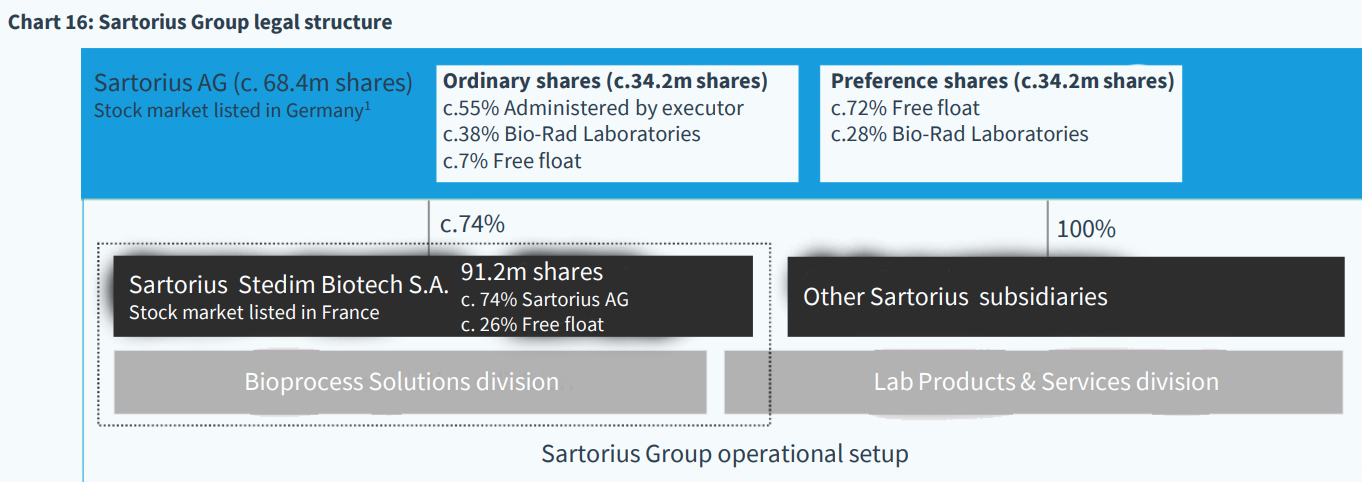 Chart 16: Sartorius Group legal structure
Sartorius AG (c. 68.4m shares)
Stock market listed in Germany¹
Ordinary shares (c.34.2m shares)
c.55% Administered by executor
c.38% Bio-Rad Laboratories
c.7% Free float
Preference shares (c.34.2m shares)
c.72% Free float
c.28% Bio-Rad Laboratories
c.74%
100%
Sartorius Stedim Biotech S.A.
Stock market listed in France
91.2m shares
c. 74% Sartorius AG
c. 26% Free float
Other Sartorius subsidiaries
Bioprocess Solutions division
Lab Products & Services division
Sartorius Group operational setup